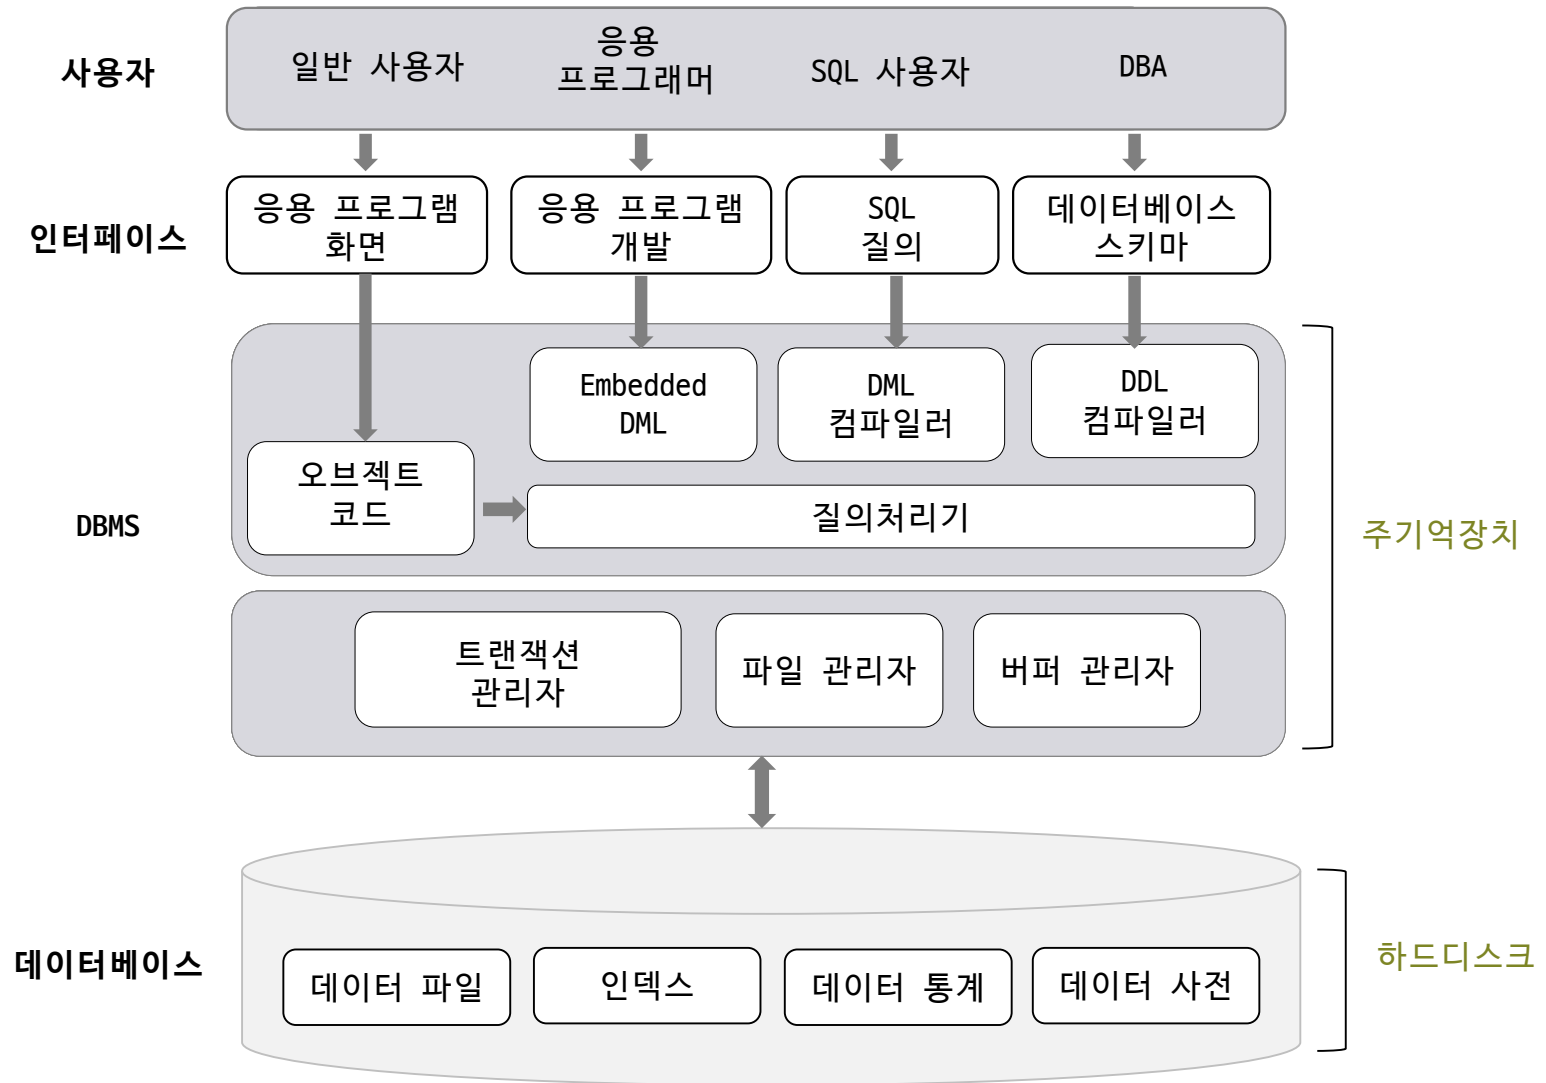 사용자
일반 사용자
응용
프로그래머
SQL 사용자
DBA
인터페이스
응용 프로그램
화면
응용 프로그램
개발
SQL
질의
데이터베이스
스키마
DBMS
Embedded
DML
DML
컴파일러
DDL
컴파일러
오브젝트
코드
질의처리기
주기억장치
트랜잭션
관리자
파일 관리자
버퍼 관리자
데이터베이스
데이터 파일
인덱스
데이터 통계
데이터 사전
하드디스크